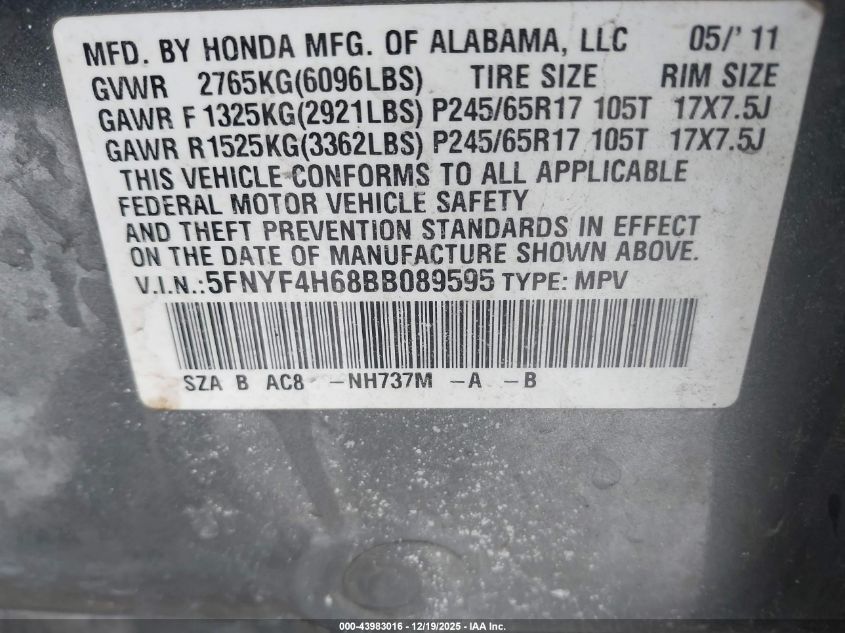 MFD. BY HONDA MFG. OF ALABAMA, LLC 05/'11
GVWR 2765KG(6096LBS) TIRE SIZE RIM SIZE
GAWR F 1325KG(2921LBS) P245/65R17 105T 17X7.5J
GAWR R1525KG(3362LBS) P245/65R17 105T 17X7.5J
THIS VEHICLE CONFORMS TO ALL APPLICABLE
FEDERAL MOTOR VEHICLE SAFETY
AND THEFT PREVENTION STANDARDS IN EFFECT
ON THE DATE OF MANUFACTURE SHOWN ABOVE.
V.I.N.:5FNYF4H68BB089595 TYPE: MPV
SZA B AC8 -NH737M -A -B
000-43983016 - 12/19/2025 - IAA Inc.